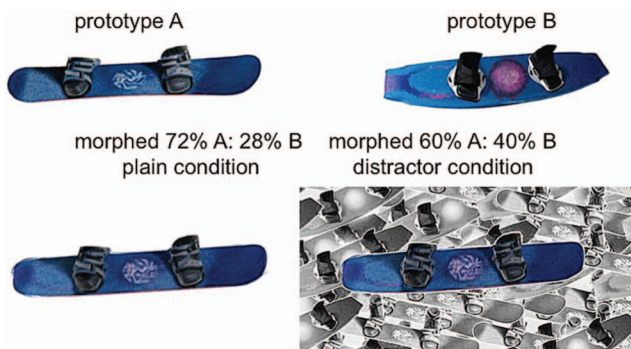 prototype A
prototype B
morphed 72% A: 28% B
plain condition
morphed 60% A: 40% B
distractor condition